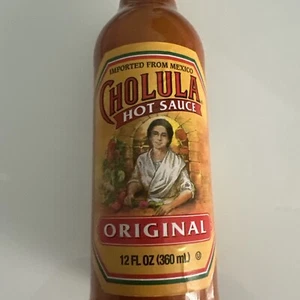 IMPORTED FROM MEXICO
CHOLULA
HOT SAUCE
ORIGINAL
12 FL OZ (360 mL)